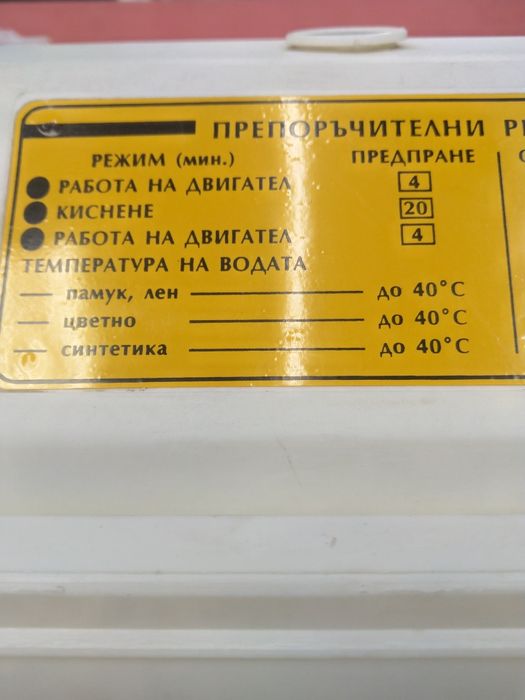 ПРЕПОРЪЧИТЕЛНИ
РЕЖИМ (мин.) ПРЕДПРАНЕ
РАБОТА НА ДВИГАТЕЛ 4
КИСНЕНЕ 20
РАБОТА НА ДВИГАТЕЛ 4
ТЕМПЕРАТУРА НА ВОДАТА
— памук, лен — до 40°C
— цветно — до 40°C
— синтетика — до 40°C